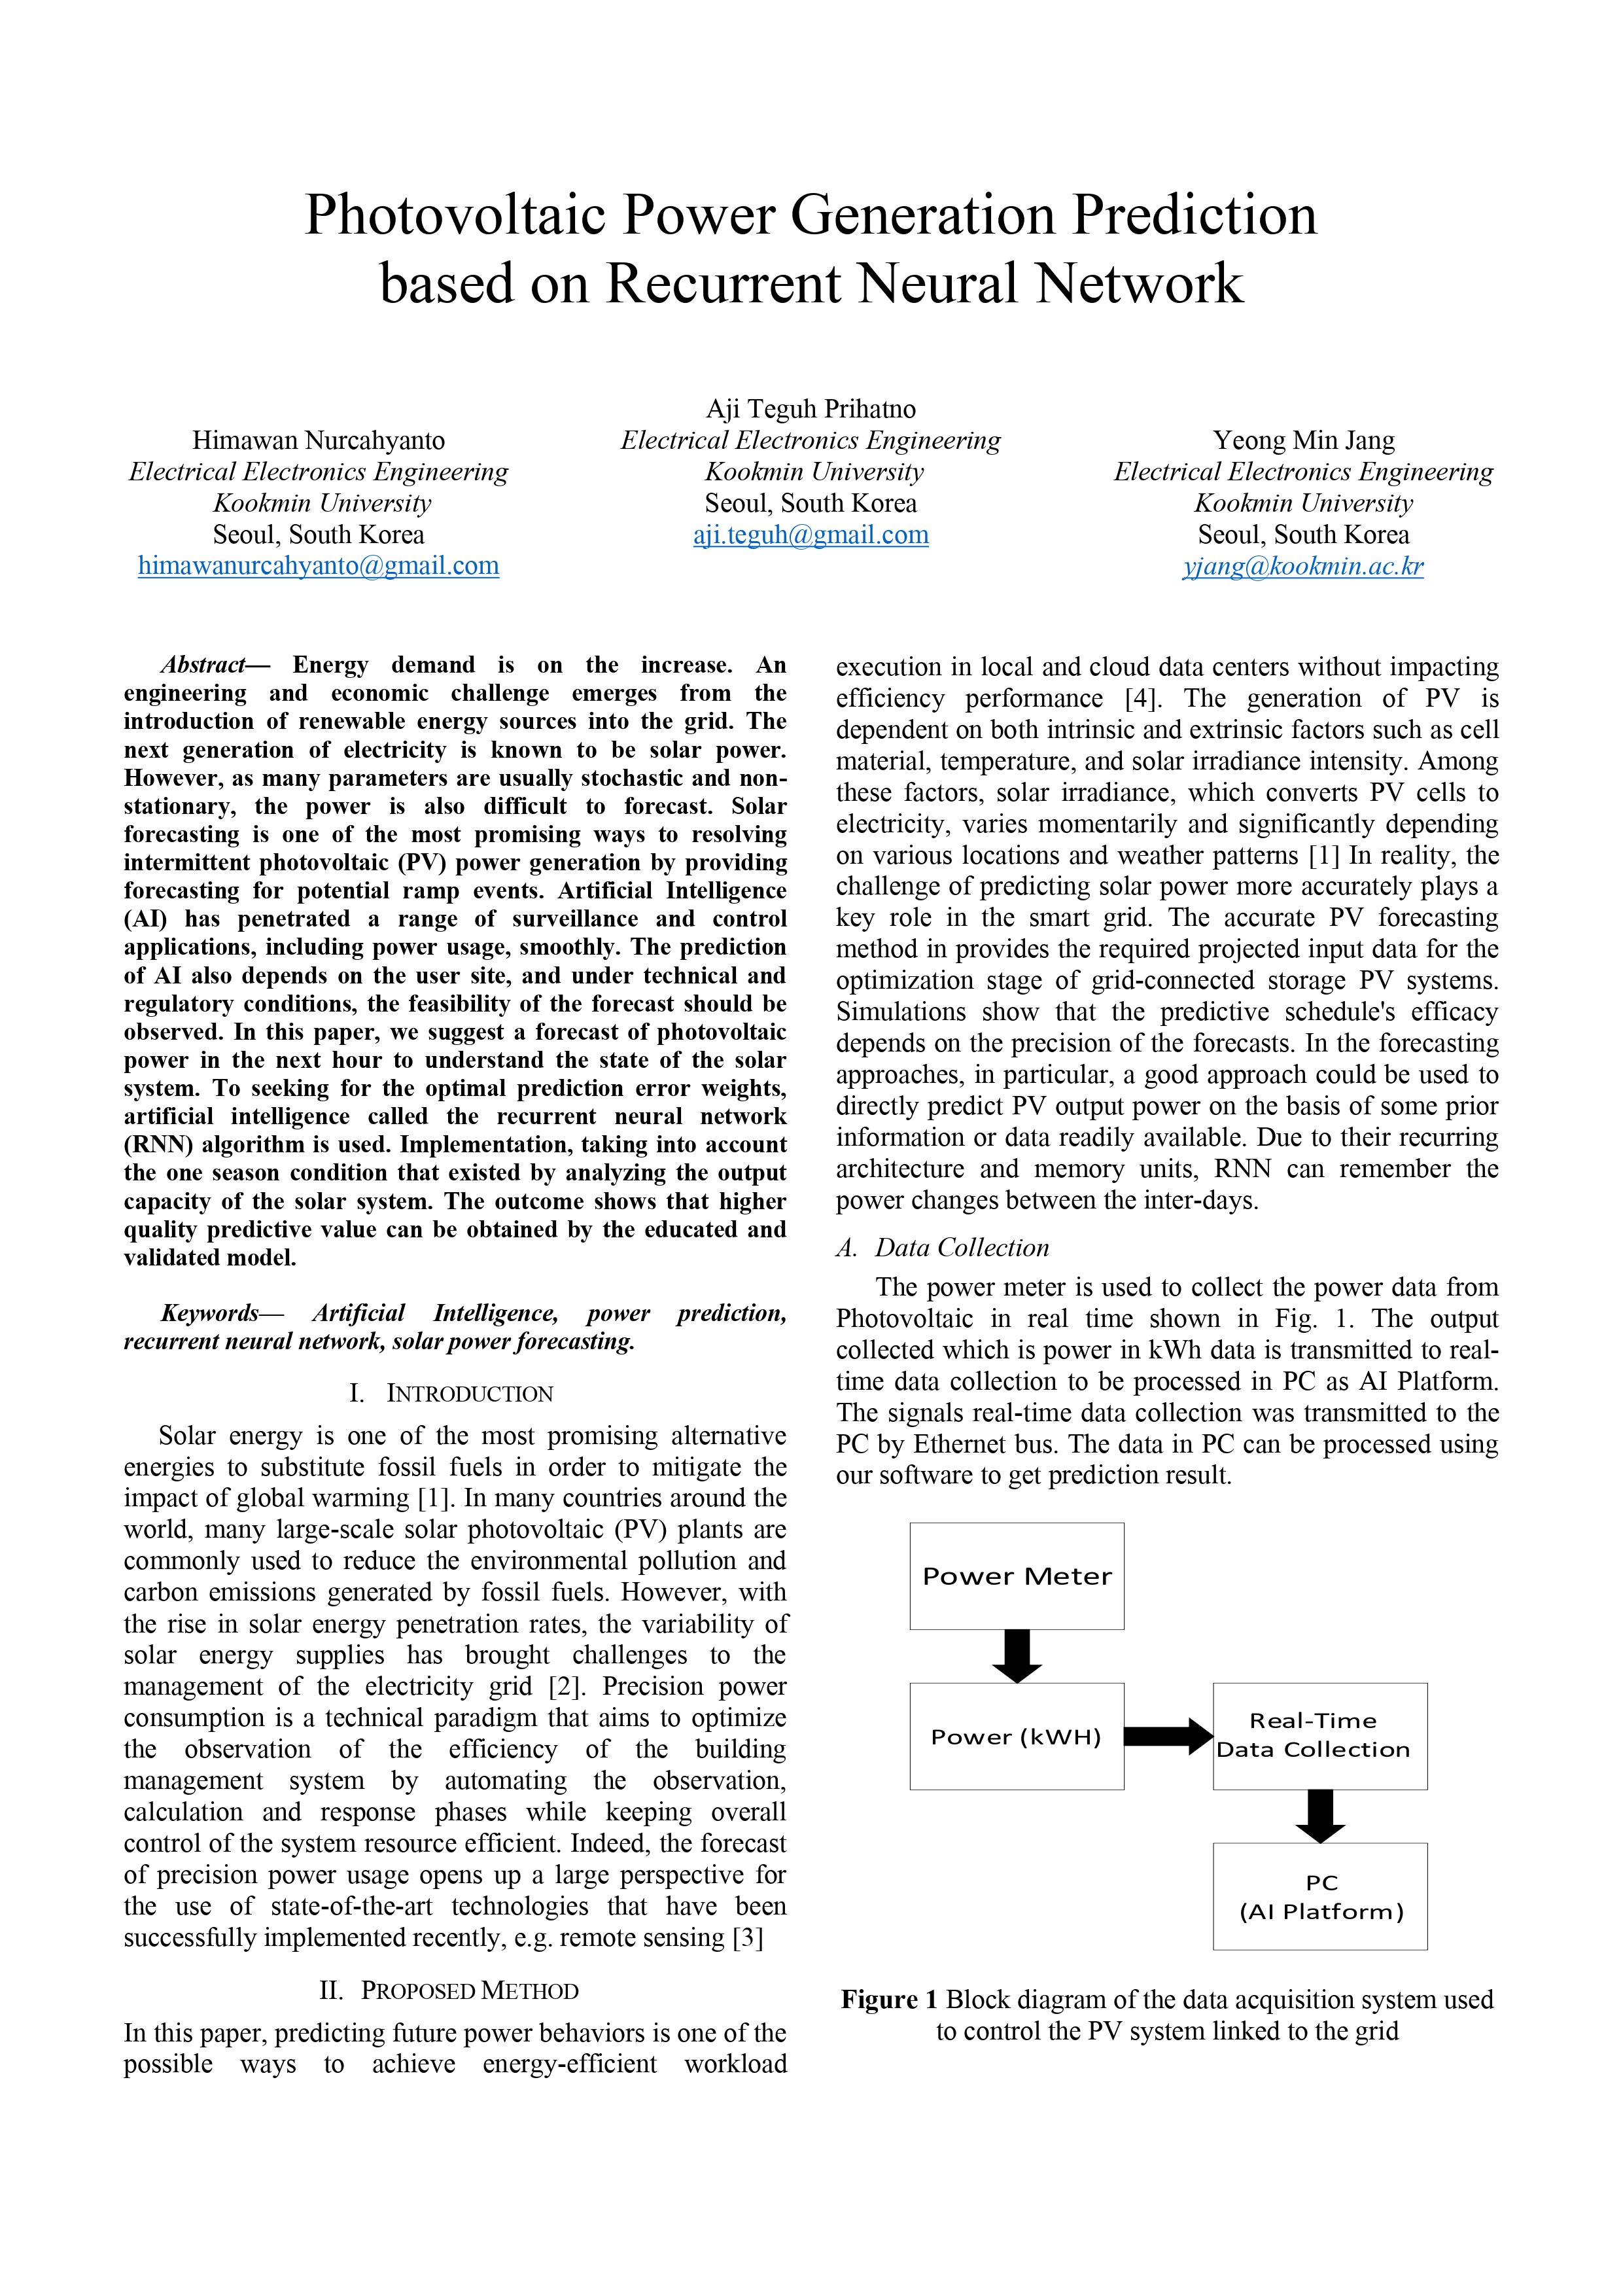 Photovoltaic Power Generation Prediction
based on Recurrent Neural Network
Himawan Nurcahyanto
Electrical Electronics Engineering
Kookmin University
Seoul, South Korea
himawanurcahyanto@gmail.com
Aji Teguh Prihatno
Electrical Electronics Engineering
Kookmin University
Seoul, South Korea
aji.teguh@gmail.com
Yeong Min Jang
Electrical Electronics Engineering
Kookmin University
Seoul, South Korea
yjang@kookmin.ac.kr
Abstract— Energy demand is on the increase. An
engineering and economic challenge emerges from the
introduction of renewable energy sources into the grid. The
next generation of electricity is known to be solar power.
However, as many parameters are usually stochastic and non-
stationary, the power is also difficult to forecast. Solar
forecasting is one of the most promising ways to resolving
intermittent photovoltaic (PV) power generation by providing
forecasting for potential ramp events. Artificial Intelligence
(AI) has penetrated a range of surveillance and control
applications, including power usage, smoothly. The prediction
of AI also depends on the user site, and under technical and
regulatory conditions, the feasibility of the forecast should be
observed. In this paper, we suggest a forecast of photovoltaic
power in the next hour to understand the state of the solar
system. To seeking for the optimal prediction error weights,
artificial intelligence called the recurrent neural network
(RNN) algorithm is used. Implementation, taking into account
the one season condition that existed by analyzing the output
capacity of the solar system. The outcome shows that higher
quality predictive value can be obtained by the educated and
validated model.
Keywords— Artificial Intelligence, power prediction,
recurrent neural network, solar power forecasting.
I. INTRODUCTION
Solar energy is one of the most promising alternative
energies to substitute fossil fuels in order to mitigate the
impact of global warming [1]. In many countries around the
world, many large-scale solar photovoltaic (PV) plants are
commonly used to reduce the environmental pollution and
carbon emissions generated by fossil fuels. However, with
the rise in solar energy penetration rates, the variability of
solar energy supplies has brought challenges to the
management of the electricity grid [2]. Precision power
consumption is a technical paradigm that aims to optimize
the observation of the efficiency of the building
management system by automating the observation,
calculation and response phases while keeping overall
control of the system resource efficient. Indeed, the forecast
of precision power usage opens up a large perspective for
the use of state-of-the-art technologies that have been
successfully implemented recently, e.g. remote sensing [3]
II. PROPOSED METHOD
In this paper, predicting future power behaviors is one of the
possible ways to achieve energy-efficient workload
execution in local and cloud data centers without impacting
efficiency performance [4]. The generation of PV is
dependent on both intrinsic and extrinsic factors such as cell
material, temperature, and solar irradiance intensity. Among
these factors, solar irradiance, which converts PV cells to
electricity, varies momentarily and significantly depending
on various locations and weather patterns [1] In reality, the
challenge of predicting solar power more accurately plays a
key role in the smart grid. The accurate PV forecasting
method in provides the required projected input data for the
optimization stage of grid-connected storage PV systems.
Simulations show that the predictive schedule's efficacy
depends on the precision of the forecasts. In the forecasting
approaches, in particular, a good approach could be used to
directly predict PV output power on the basis of some prior
information or data readily available. Due to their recurring
architecture and memory units, RNN can remember the
power changes between the inter-days.
A. Data Collection
The power meter is used to collect the power data from
Photovoltaic in real time shown in Fig. 1. The output
collected which is power in kWh data is transmitted to real-
time data collection to be processed in PC as AI Platform.
The signals real-time data collection was transmitted to the
PC by Ethernet bus. The data in PC can be processed using
our software to get prediction result.
Power Meter
Power (kWH)
Real-Time
Data Collection
PC
(AI Platform)
Figure 1 Block diagram of the data acquisition system used
to control the PV system linked to the grid